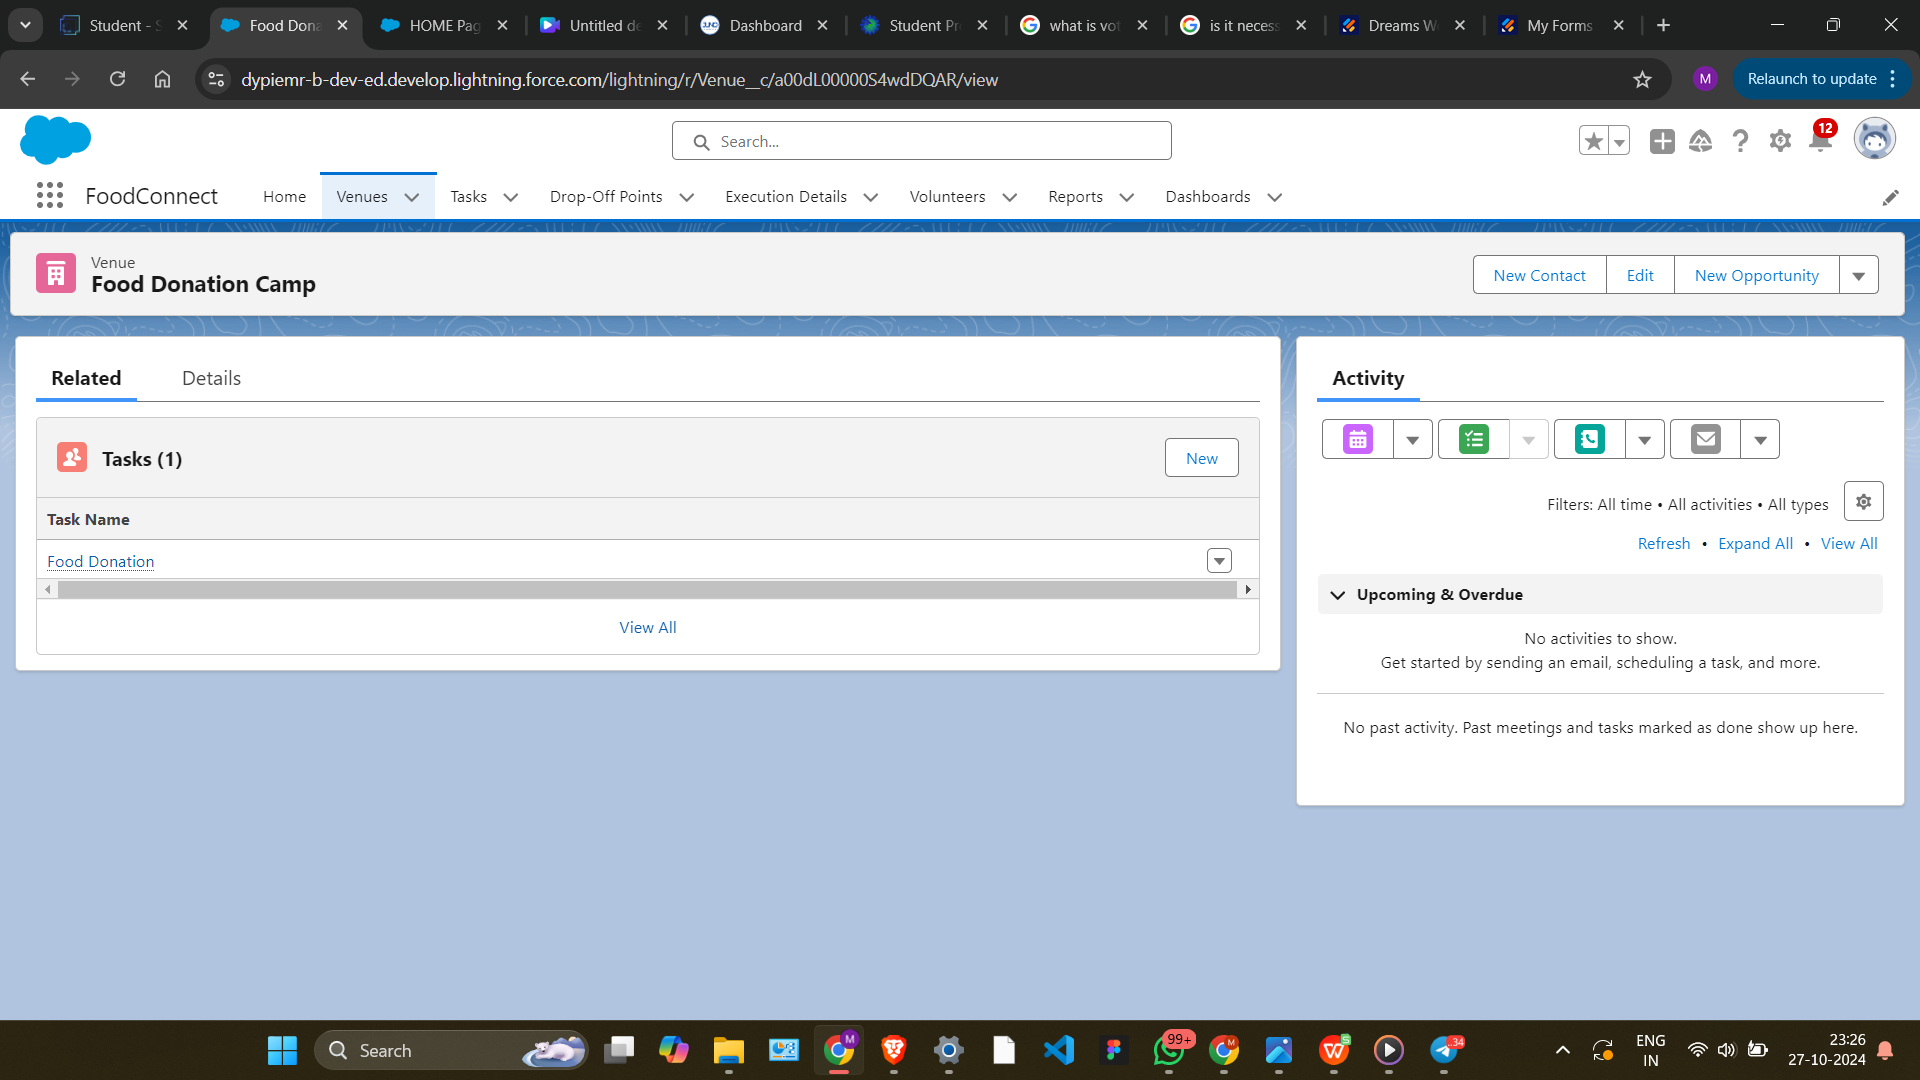 Student - S
Food Dona
HOME Pag
Untitled de
Dashboard
Student Pr
what is vot
is it necess
Dreams W
My Forms
dypiemr-b-dev-ed.develop.lightning.force.com/lightning/r/Venue__c/a00dL00000S4wdDQAR/view
M
Relaunch to update
Search...
12
FoodConnect
Home
Venues
Tasks
Drop-Off Points
Execution Details
Volunteers
Reports
Dashboards
Venue
Food Donation Camp
New Contact
Edit
New Opportunity
Related
Details
Tasks (1)
New
Task Name
Food Donation
View All
Activity
Filters: All time • All activities • All types
Refresh • Expand All • View All
Upcoming & Overdue
No activities to show.
Get started by sending an email, scheduling a task, and more.
No past activity. Past meetings and tasks marked as done show up here.
Search
M
99+
M
S
34
ENG
IN
23:26
27-10-2024